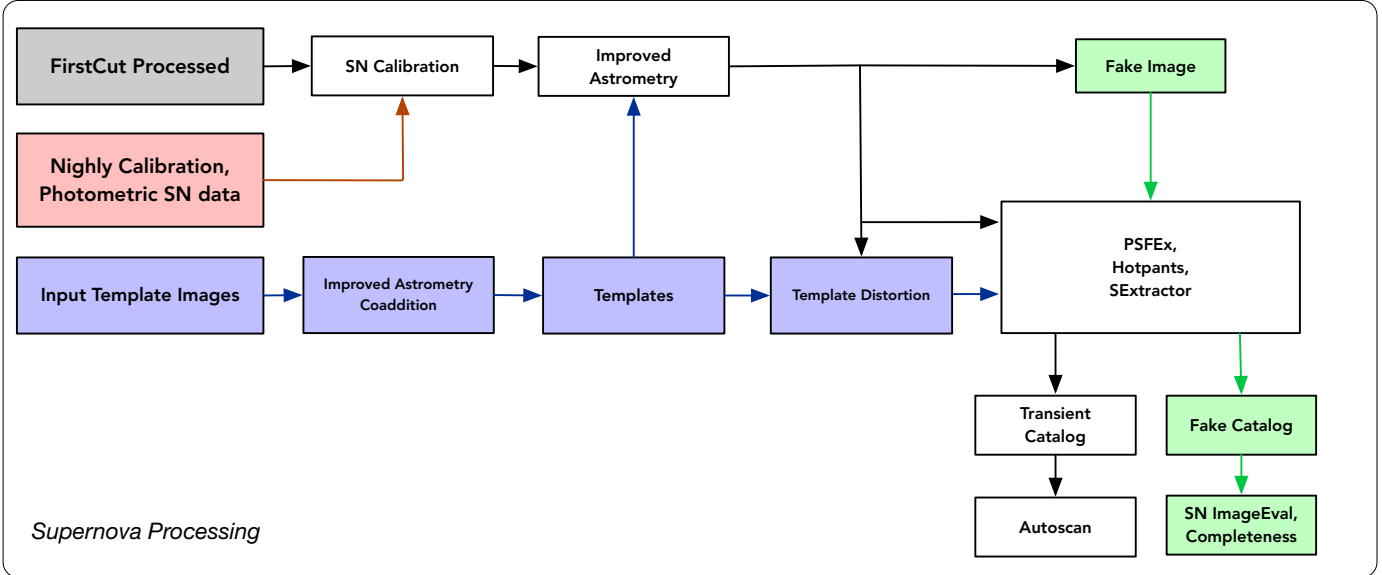 FirstCut Processed
SN Calibration
Improved
Astrometry
Fake Image
Nighly Calibration,
Photometric SN data
PSFEx,
Hotpants,
SExtractor
Input Template Images
Improved Astrometry
Coaddition
Templates
Template Distortion
Transient
Catalog
Fake Catalog
Autoscan
SN ImageEval,
Completeness
Supernova Processing